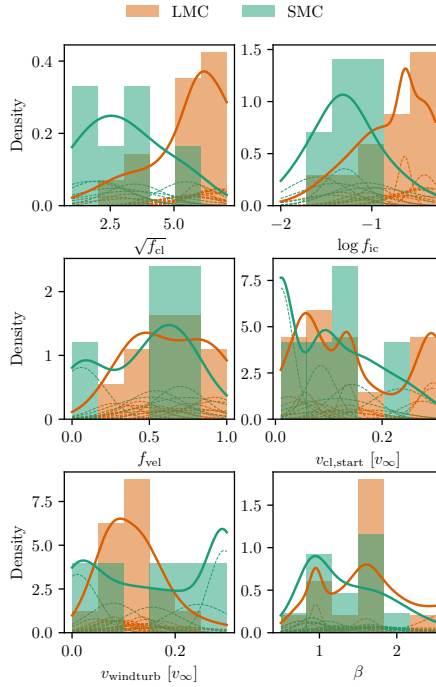 LMC SMC
Density
0.4
0.2
0.0
2.5 5.0
√f_cl
1.5
1.0
0.5
0.0
−2 −1
log f_ic
Density
2
1
0
0.0 0.5 1.0
f_vel
7.5
5.0
2.5
0.0
0.0 0.2
v_cl,start [v_∞]
Density
7.5
5.0
2.5
0.0
0.0 0.2
v_windturb [v_∞]
1.5
1.0
0.5
0.0
1 2
β